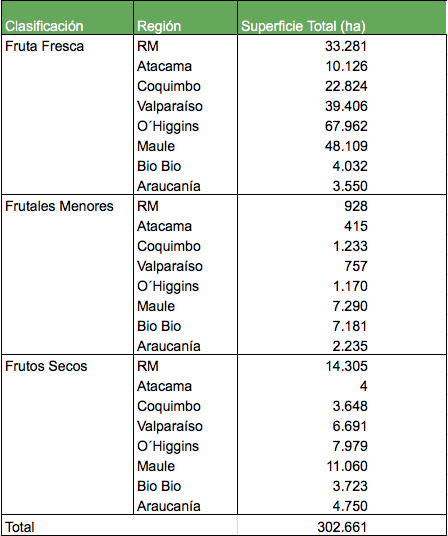 Clasificación Región Superficie Total (ha)
Fruta Fresca RM 33.281
Atacama 10.126
Coquimbo 22.824
Valparaíso 39.406
O´Higgins 67.962
Maule 48.109
Bio Bio 4.032
Araucanía 3.550
Frutales Menores RM 928
Atacama 415
Coquimbo 1.233
Valparaíso 757
O´Higgins 1.170
Maule 7.290
Bio Bio 7.181
Araucanía 2.235
Frutos Secos RM 14.305
Atacama 4
Coquimbo 3.648
Valparaíso 6.691
O´Higgins 7.979
Maule 11.060
Bio Bio 3.723
Araucanía 4.750
Total 302.661